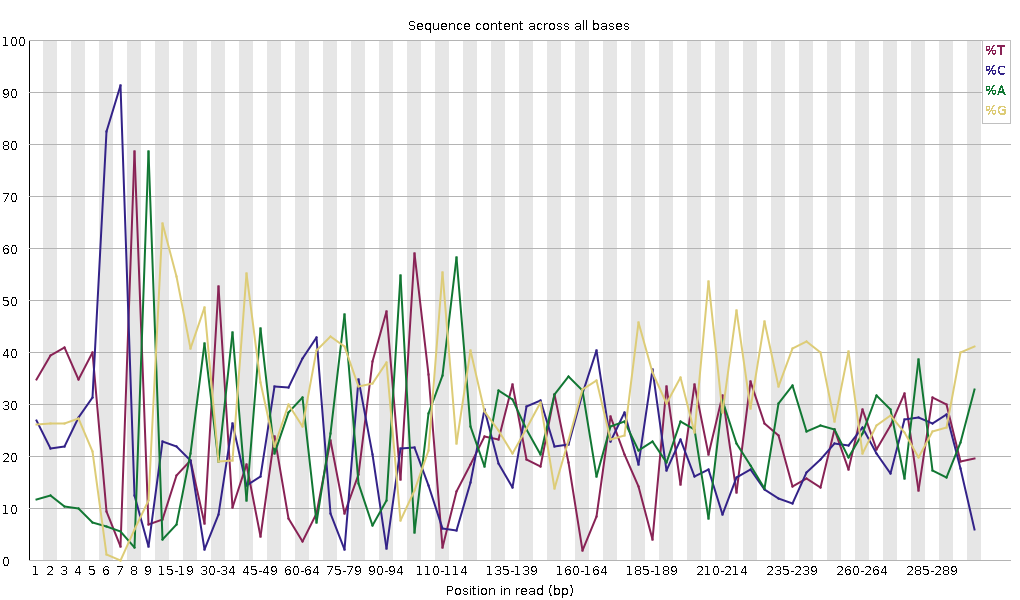 Sequence content across all bases
100
90
80
70
60
50
40
30
20
10
0
%T
%C
%A
%G
1 2 3 4 5 6 7 8 9 15-19 30-34 45-49 60-64 75-79 90-94 110-114 135-139 160-164 185-189 210-214 235-239 260-264 285-289
Position in read (bp)